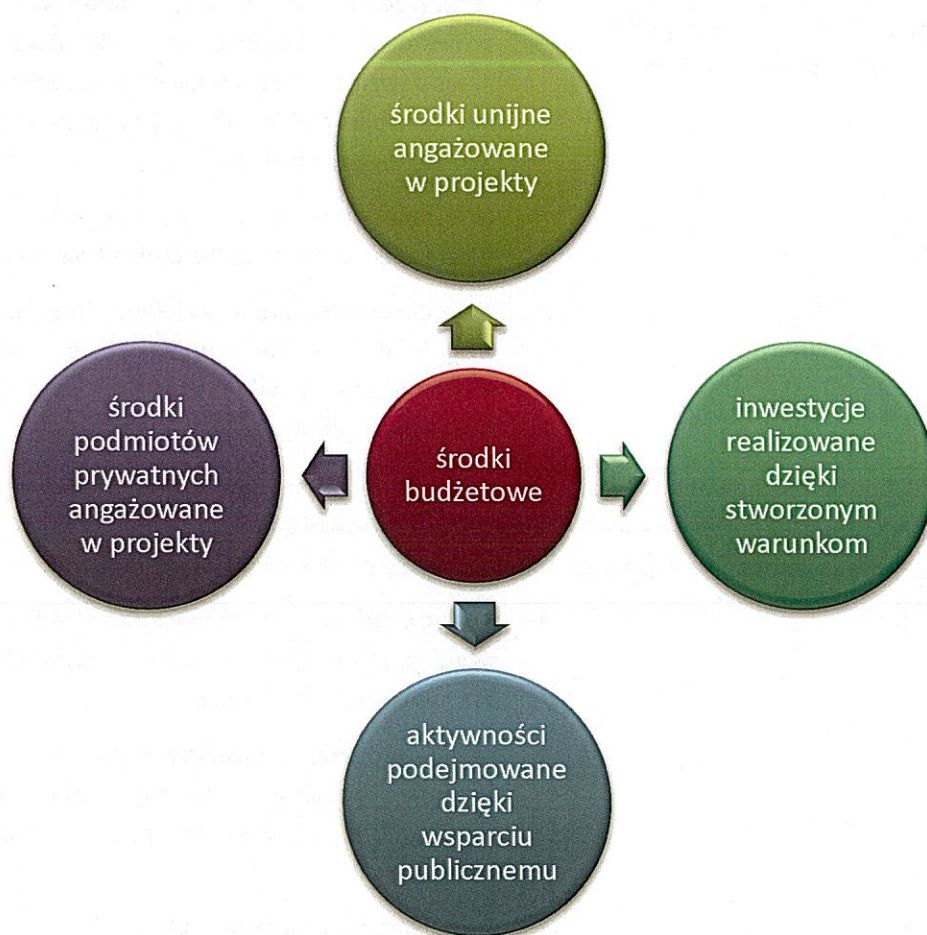 środki unijne
angażowane
w projekty
środki
podmiotów
prywatnych
angażowane
w projekty
środki
budżetowe
inwestycje
realizowane
dzięki
stworzonym
warunkom
aktywności
podejmowane
dzięki
wsparciu
publicznemu